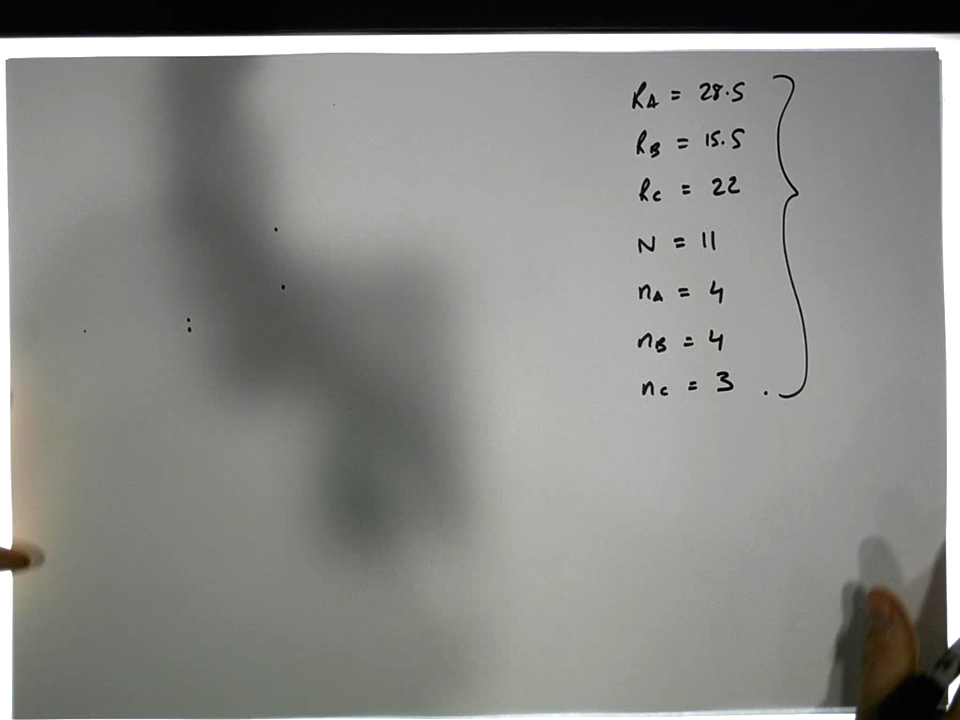 RA = 28.5
RB = 15.5
RC = 22
N = 11
nA = 4
nB = 4
nC = 3